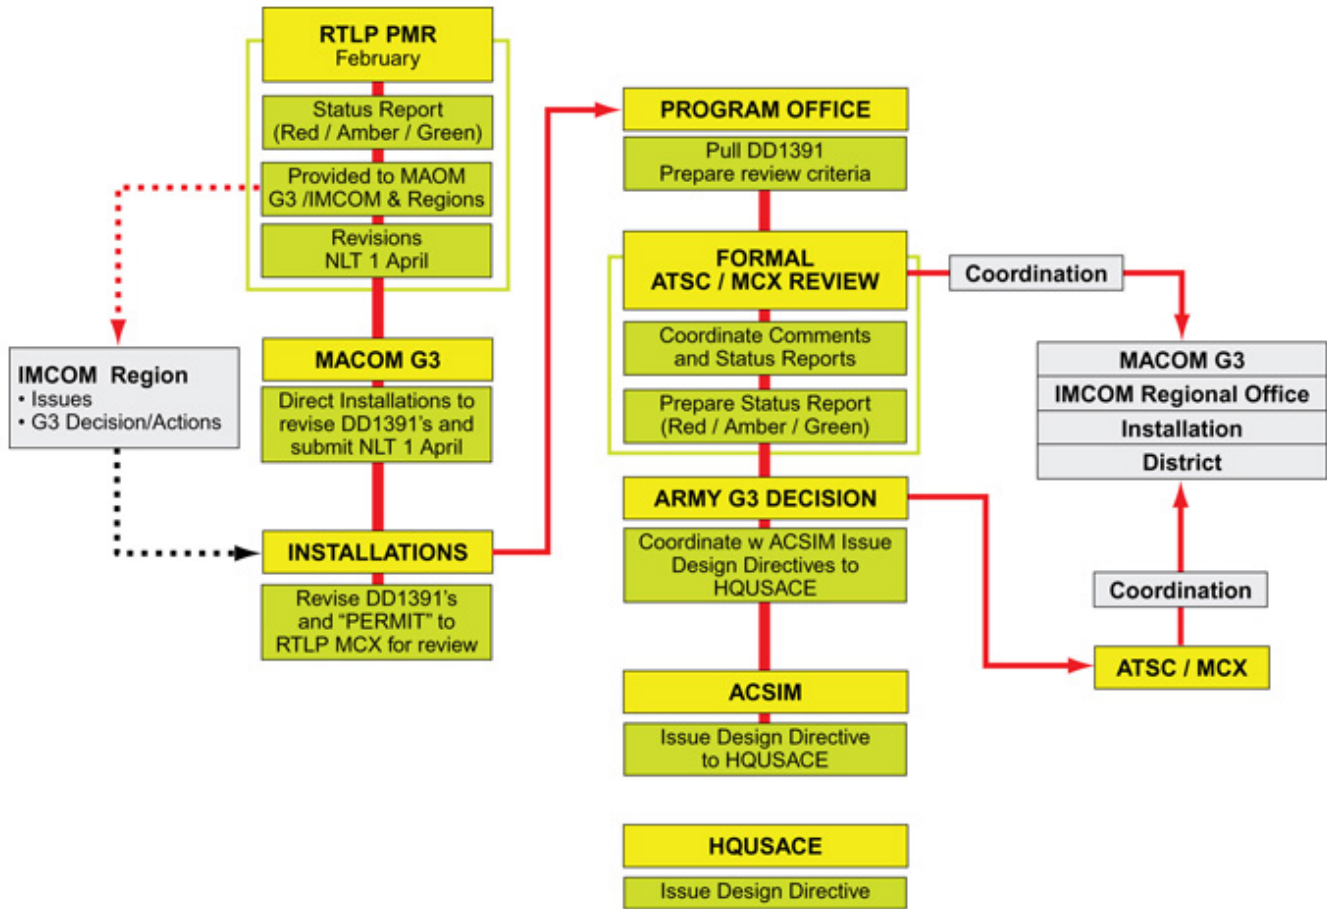 RTLP PMR
February
Status Report
(Red / Amber / Green)
Provided to MAOM
G3 /IMCOM & Regions
Revisions
NLT 1 April
IMCOM  Region
• Issues
• G3 Decision/Actions
MACOM G3
Direct Installations to
revise DD1391's and
submit NLT 1 April
INSTALLATIONS
Revise DD1391's
and “PERMIT” to
RTLP MCX for review
PROGRAM OFFICE
Pull DD1391
Prepare review criteria
FORMAL
ATSC / MCX REVIEW
Coordinate Comments
and Status Reports
Prepare Status Report
(Red / Amber / Green)
ARMY G3 DECISION
Coordinate w ACSIM Issue
Design Directives to
HQUSACE
ACSIM
Issue Design Directive
to HQUSACE
HQUSACE
Issue Design Directive
Coordination
MACOM G3
IMCOM Regional Office
Installation
District
Coordination
ATSC / MCX